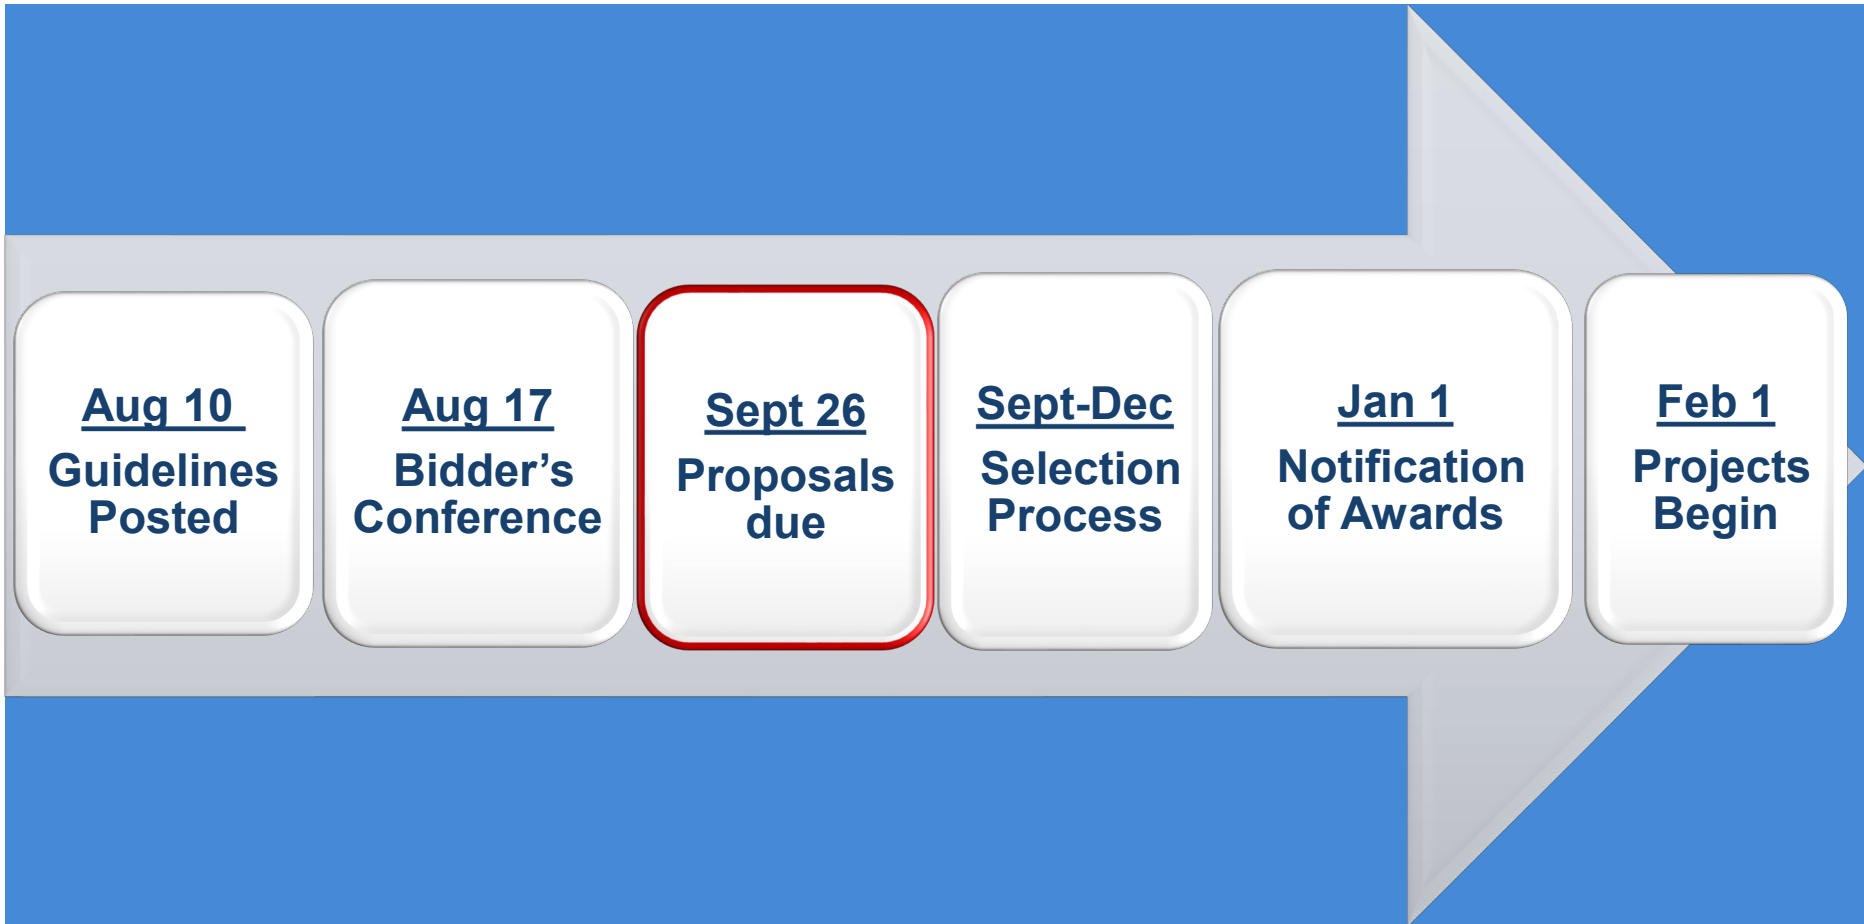 Aug 10
Guidelines
Posted
Aug 17
Bidder’s
Conference
Sept 26
Proposals
due
Sept-Dec
Selection
Process
Jan 1
Notification
of Awards
Feb 1
Projects
Begin